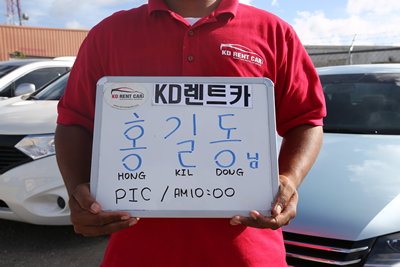 KD RENT CAR
KD RENT CAR KD렌트카
홍길동님
HONG KIL DONG
PIC / AM10:00